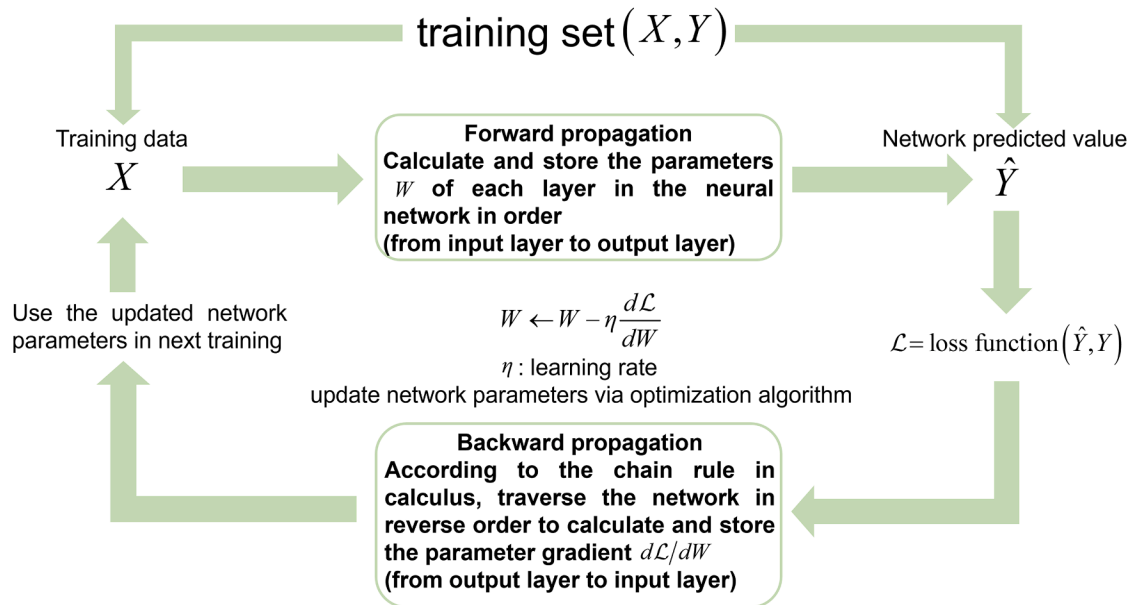 training set (X,Y)
Training data
X
Forward propagation
Calculate and store the parameters
W of each layer in the neural
network in order
(from input layer to output layer)
Network predicted value
Ŷ
Use the updated network
parameters in next training
W ← W − η dℒ/dW
η : learning rate
update network parameters via optimization algorithm
ℒ = loss function(Ŷ,Y)
Backward propagation
According to the chain rule in
calculus, traverse the network in
reverse order to calculate and store
the parameter gradient dℒ/dW
(from output layer to input layer)